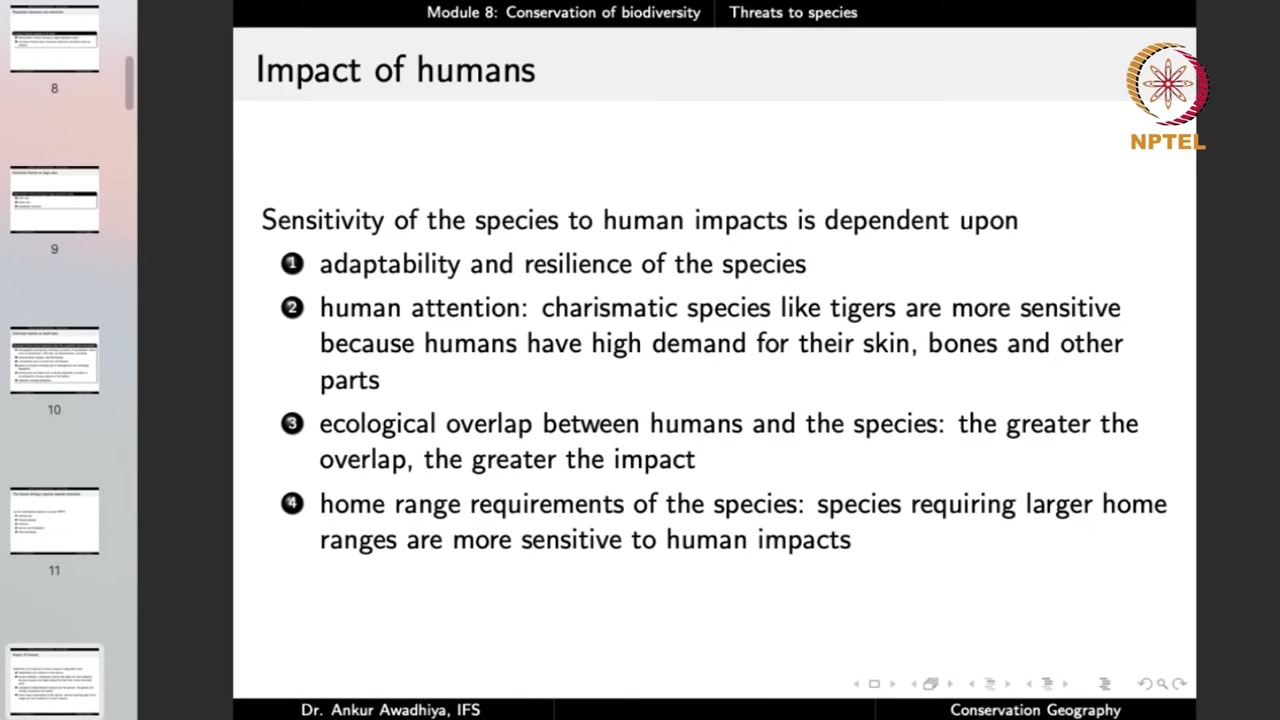 Module 8: Conservation of biodiversity Threats to species
Impact of humans
NPTEL
Sensitivity of the species to human impacts is dependent upon
1 adaptability and resilience of the species
2 human attention: charismatic species like tigers are more sensitive
because humans have high demand for their skin, bones and other
parts
3 ecological overlap between humans and the species: the greater the
overlap, the greater the impact
4 home range requirements of the species: species requiring larger home
ranges are more sensitive to human impacts
Dr. Ankur Awadhiya, IFS Conservation Geography
8
9
10
11
Impact of humans